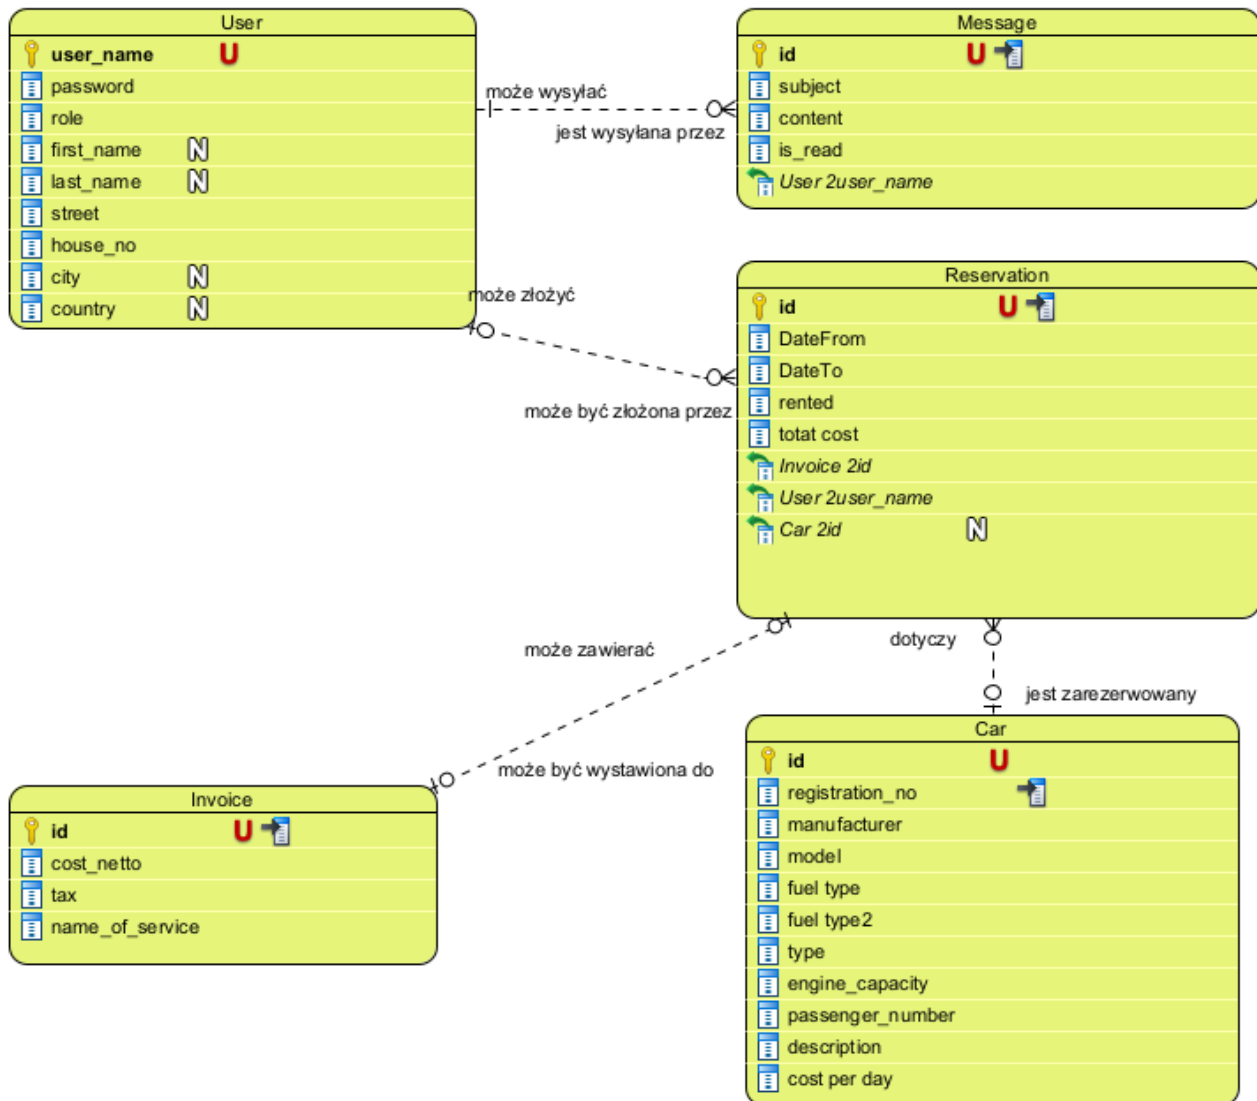 User
user_name U
password
role
first_name N
last_name N
street
house_no
city N
country N
może wysyłać
jest wysyłana przez
Message
id U
subject
content
is_read
User 2user_name
może złożyć
może być złożona przez
Reservation
id U
DateFrom
DateTo
rented
totat cost
Invoice 2id
User 2user_name
Car 2id N
może zawierać
może być wystawiona do
dotyczy
jest zarezerwowany
Invoice
id U
cost_netto
tax
name_of_service
Car
id U
registration_no
manufacturer
model
fuel type
fuel type2
type
engine_capacity
passenger_number
description
cost per day